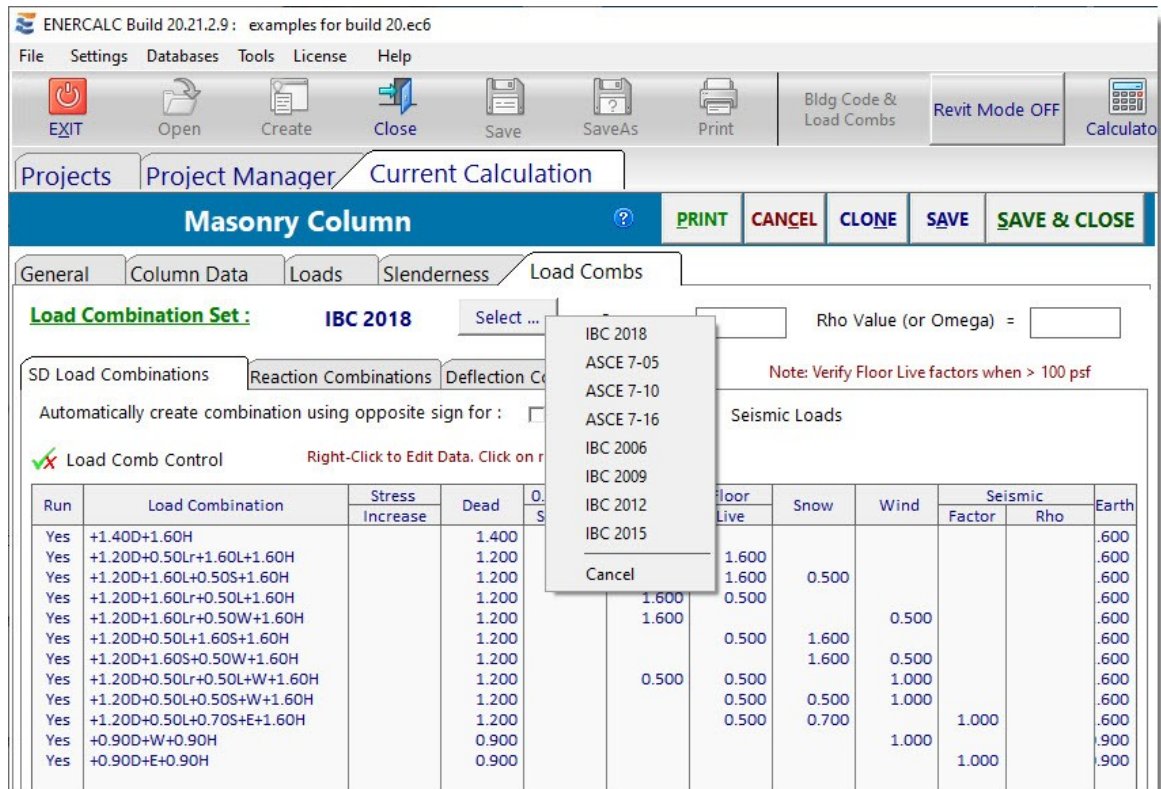 ENERCALC Build 20.21.2.9 : examples for build 20.ec6
File Settings Databases Tools License Help
EXIT Open Create Close Save SaveAs Print Bldg Code & Load Combs Revit Mode OFF
Projects Project Manager Current Calculation
Masonry Column ? PRINT CANCEL CLONE SAVE SAVE & CLOSE
General Column Data Loads Slenderness Load Combs
Load Combination Set : IBC 2018 Select ... Rho Value (or Omega) =
IBC 2018
ASCE 7-05
ASCE 7-10
ASCE 7-16
IBC 2006
IBC 2009
IBC 2012
IBC 2015
Cancel
SD Load Combinations Reaction Combinations Deflection Note: Verify Floor Live factors when > 100 psf
Automatically create combination using opposite sign for : Seismic Loads
Load Comb Control Right-Click to Edit Data. Click on
Run Load Combination Stress Increase Dead Live Snow Wind Seismic Factor Rho Earth
Yes +1.40D+1.60H 1.400 .600
Yes +1.20D+0.50Lr+1.60L+1.60H 1.200 1.600 .600
Yes +1.20D+1.60L+0.50S+1.60H 1.200 1.600 0.500 .600
Yes +1.20D+1.60Lr+0.50L+1.60H 1.200 1.600 0.500 .600
Yes +1.20D+1.60Lr+0.50W+1.60H 1.200 1.600 0.500 .600
Yes +1.20D+0.50L+1.60S+1.60H 1.200 0.500 1.600 .600
Yes +1.20D+1.60S+0.50W+1.60H 1.200 1.600 0.500 .600
Yes +1.20D+0.50Lr+0.50L+W+1.60H 1.200 0.500 0.500 1.000 .600
Yes +1.20D+0.50L+0.50S+W+1.60H 1.200 0.500 0.500 1.000 .600
Yes +1.20D+0.50L+0.70S+E+1.60H 1.200 0.500 0.700 1.000 .600
Yes +0.90D+W+0.90H 0.900 1.000 .900
Yes +0.90D+E+0.90H 0.900 1.000 .900